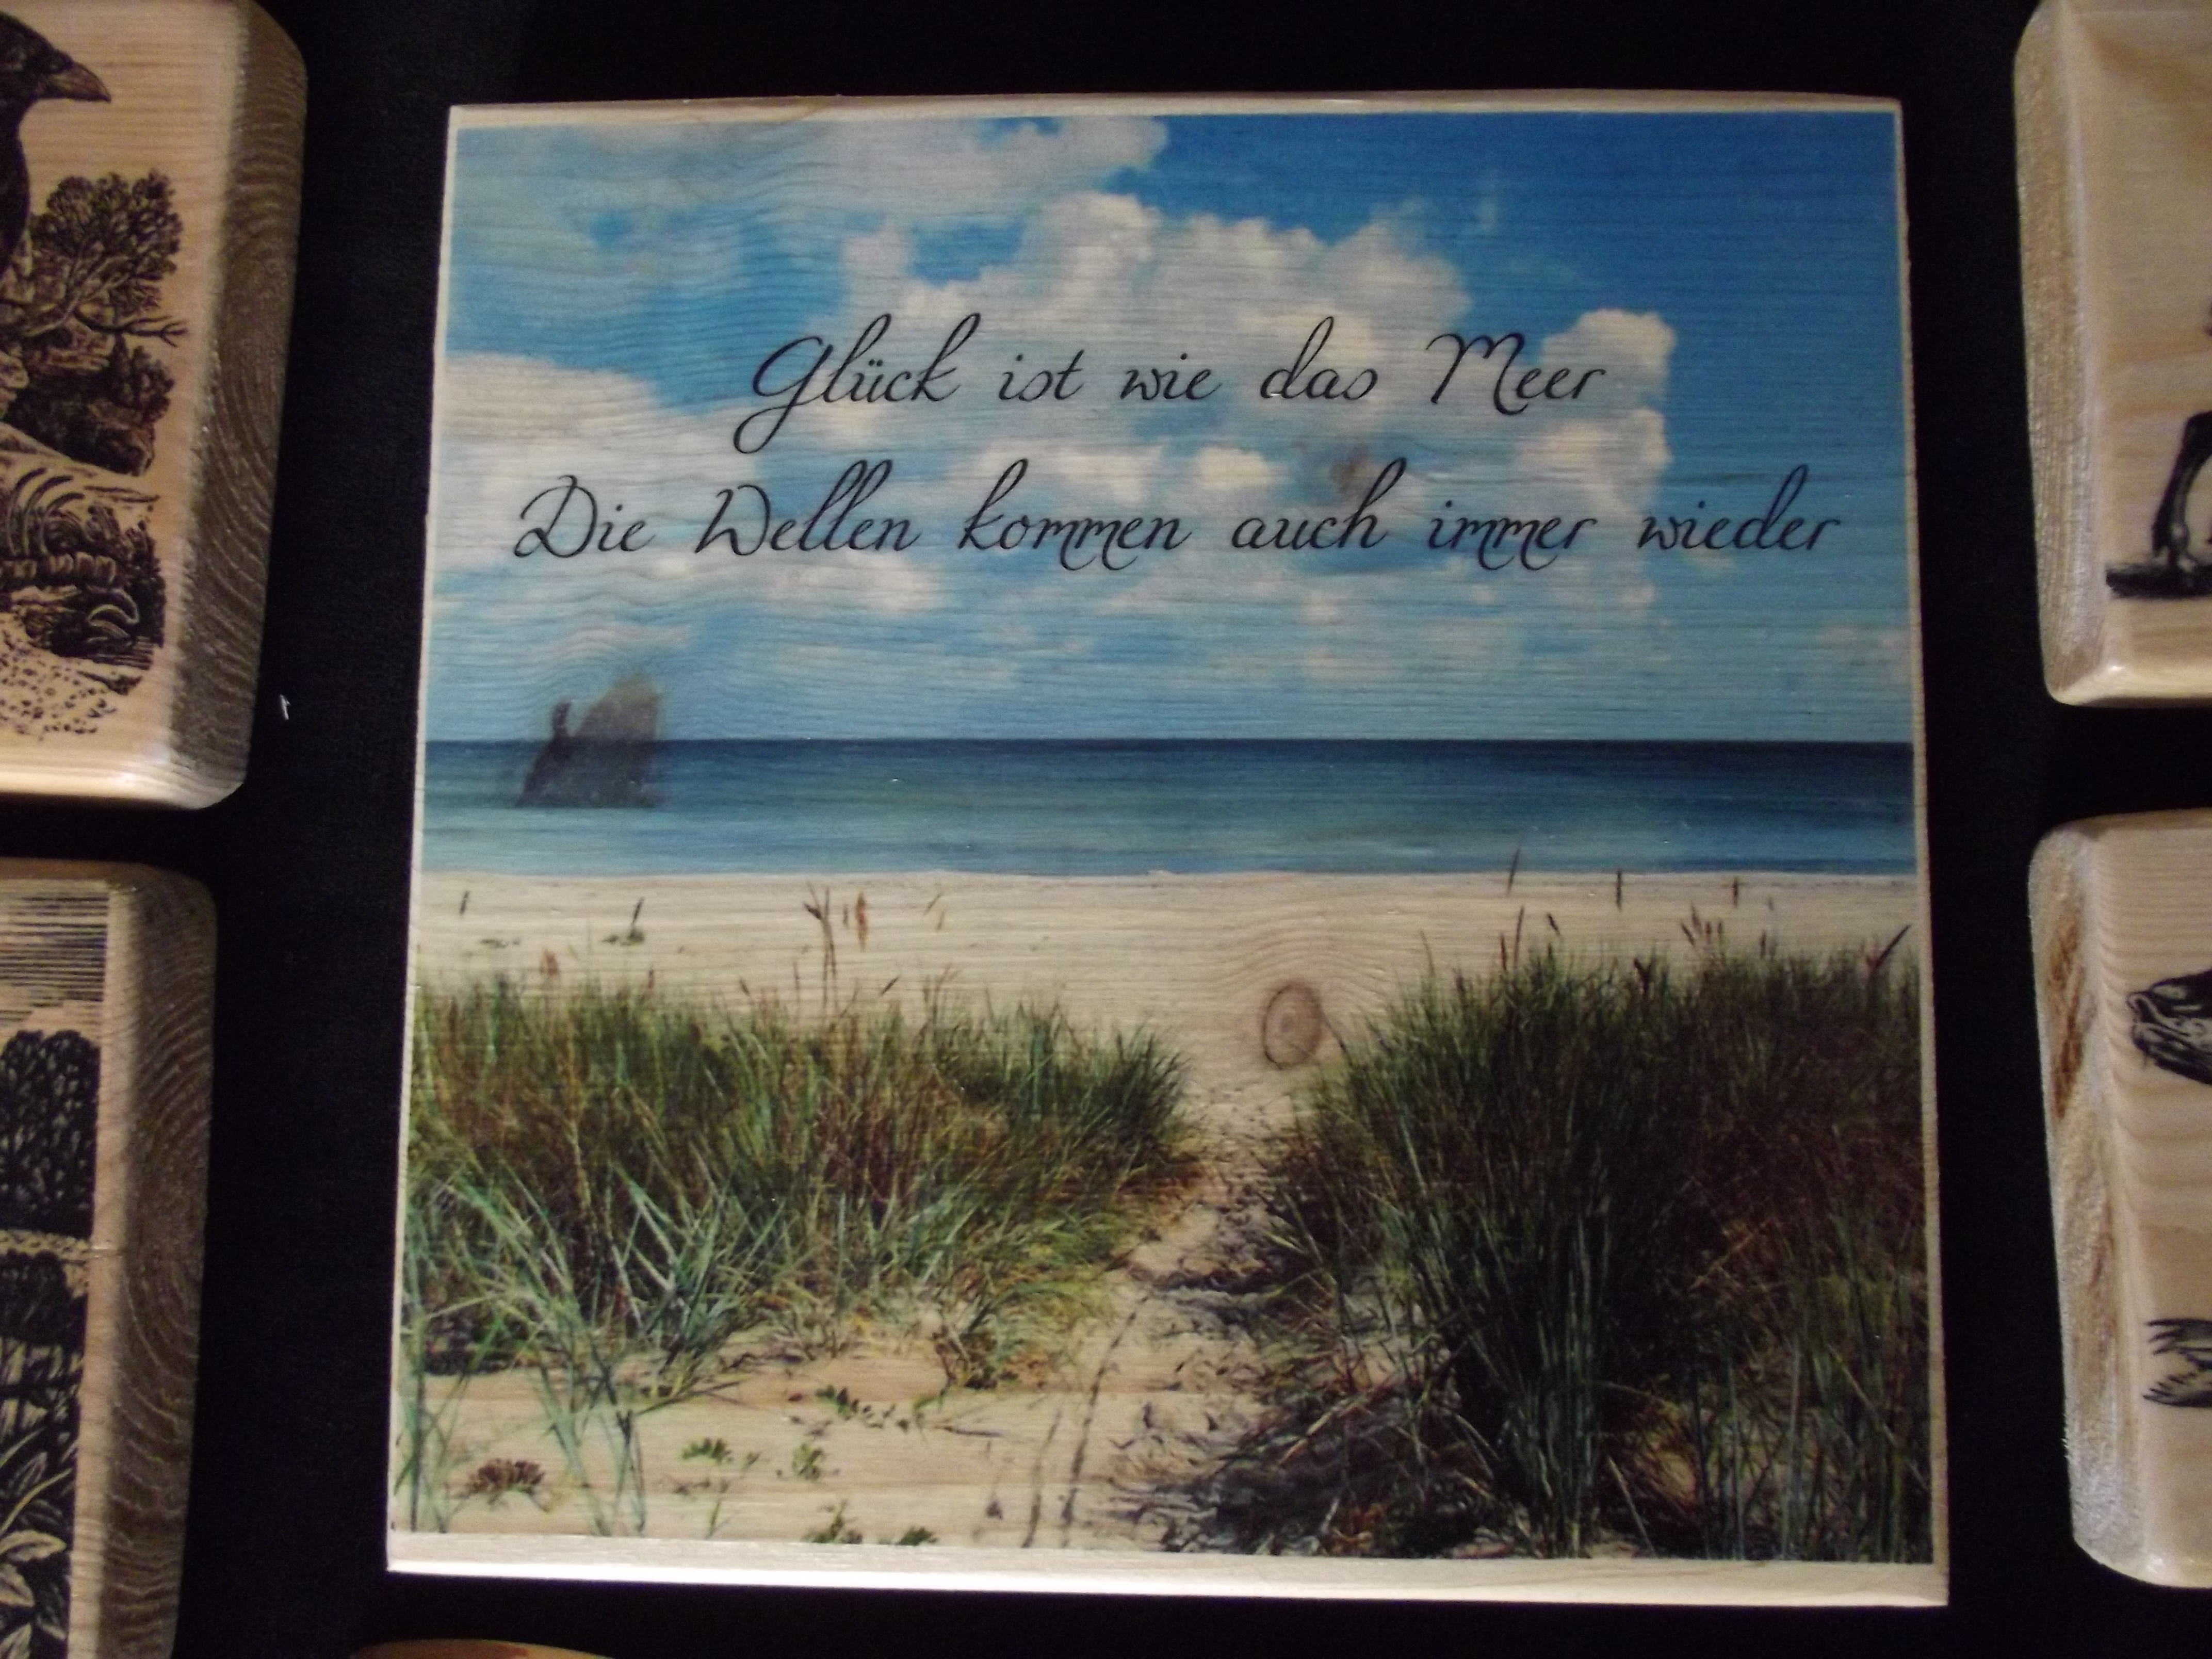 Glück ist wie das Meer
Die Wellen kommen auch immer wieder